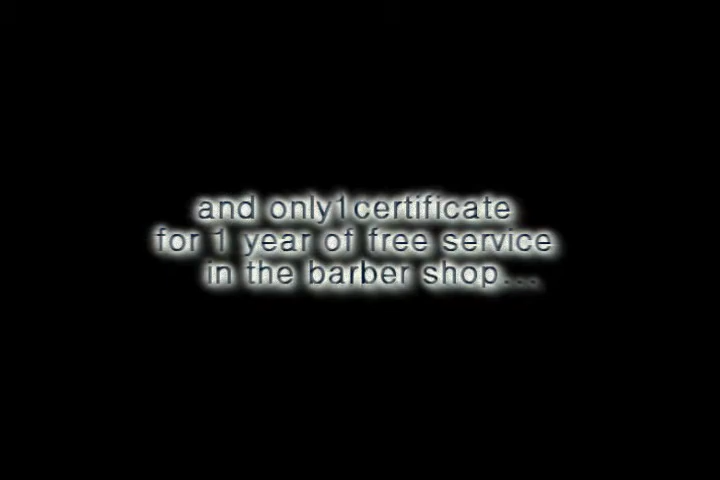 and only1certificate
for 1 year of free service
in the barber shop...